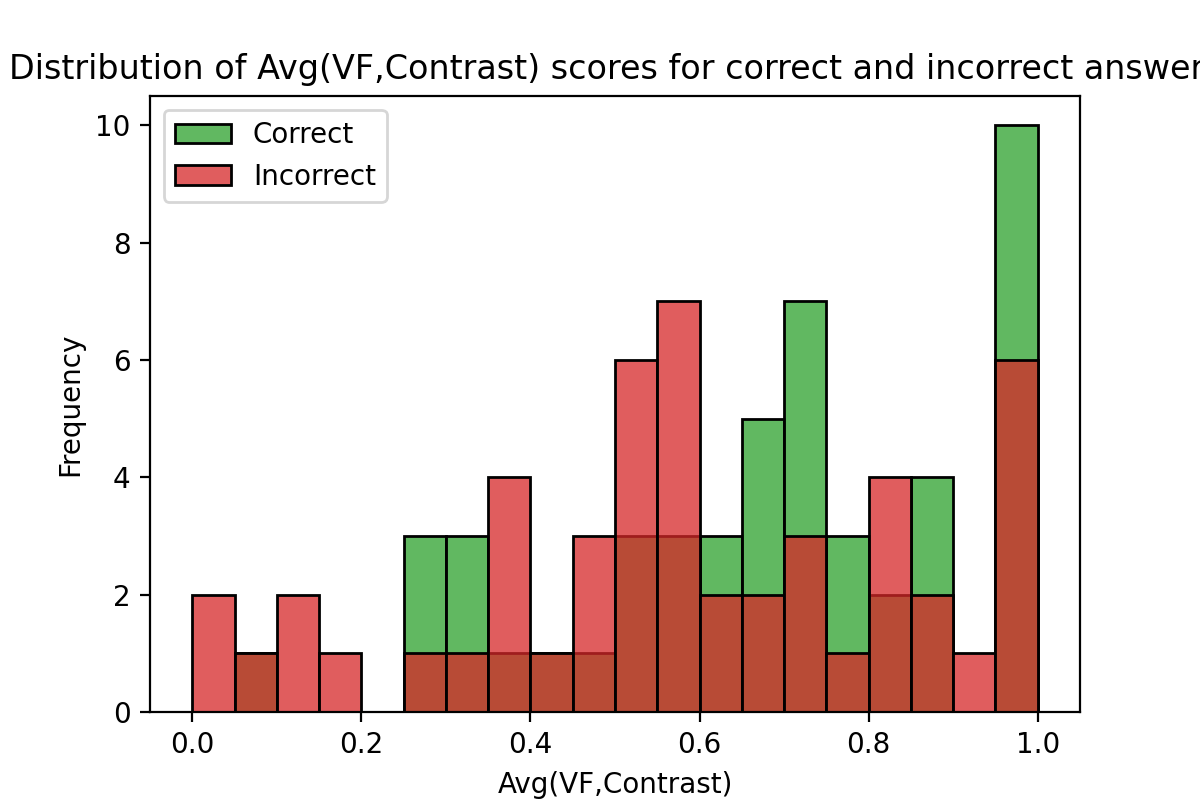 Distribution of Avg(VF,Contrast) scores for correct and incorrect answer
Correct
Incorrect
10
8
6
4
2
0
Frequency
0.0 0.2 0.4 0.6 0.8 1.0
Avg(VF,Contrast)